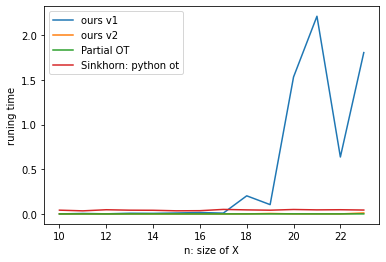 ours v1
ours v2
Partial OT
Sinkhorn: python ot
2.0
1.5
1.0
0.5
0.0
runing time
10 12 14 16 18 20 22
n: size of X